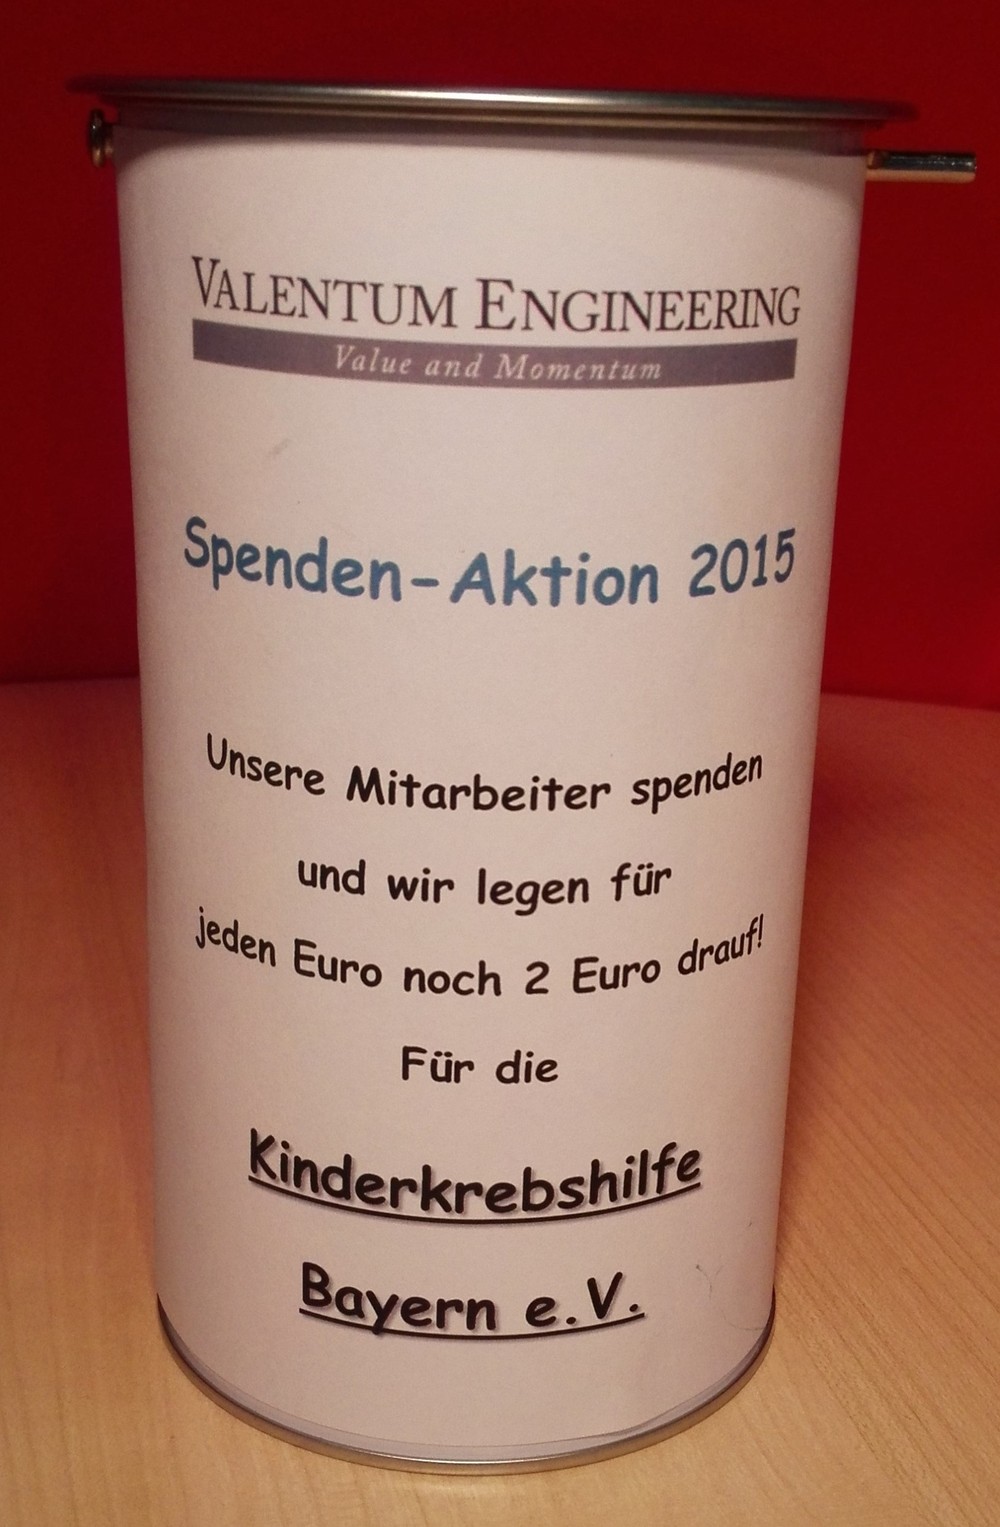 VALENTUM ENGINEERING
Value and Momentum
Spenden-Aktion 2015
Unsere Mitarbeiter spenden
und wir legen für
jeden Euro noch 2 Euro drauf!
Für die
Kinderkrebshilfe
Bayern e.V.